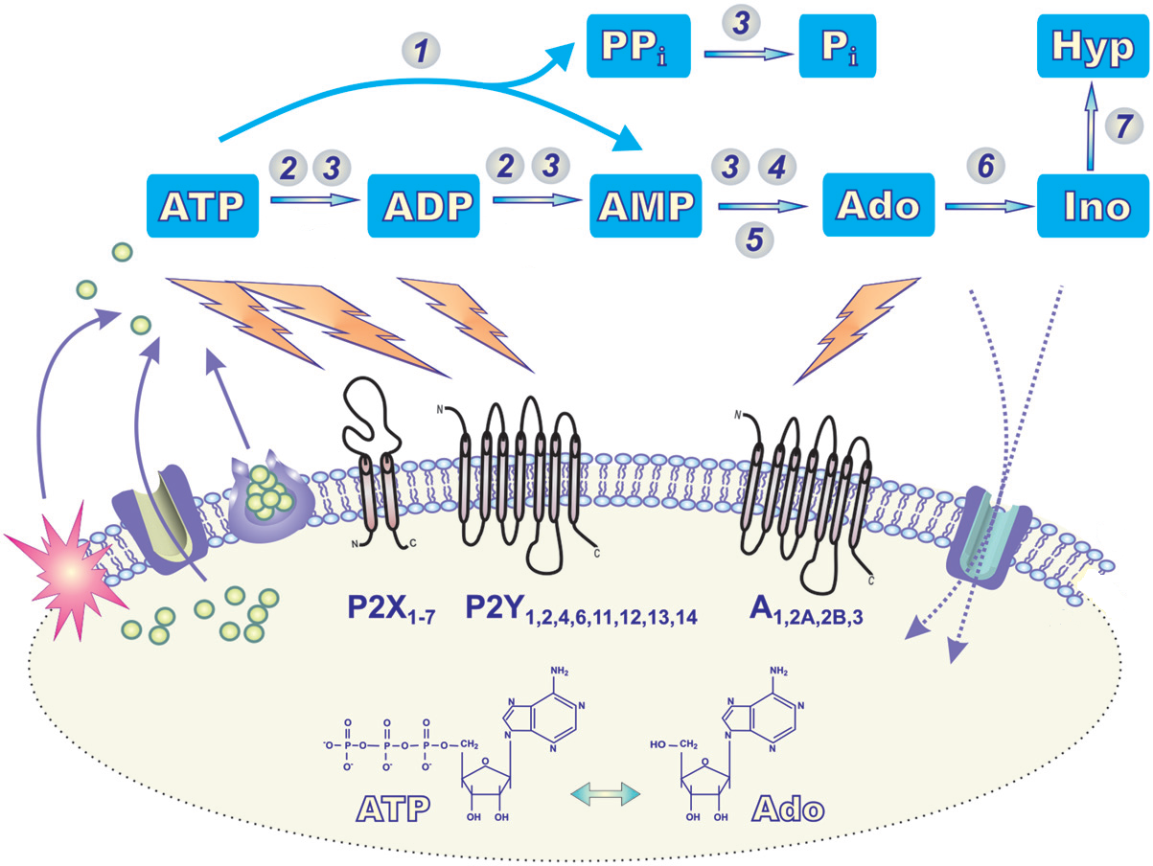 1
PPi
3
Pi
Hyp
7
ATP
2 3
ADP
2 3
AMP
3 4
5
Ado
6
Ino
N
N
C
N
C
N
C
P2X1-7
P2Y1,2,4,6,11,12,13,14
A1,2A,2B,3
NH2
N
N
N
N
O
O
O
-O-P-O-P-O-P-O-CH2
O-
O-
O-
O
OH OH
ATP
NH2
N
N
N
N
HO-CH2
O
OH OH
Ado